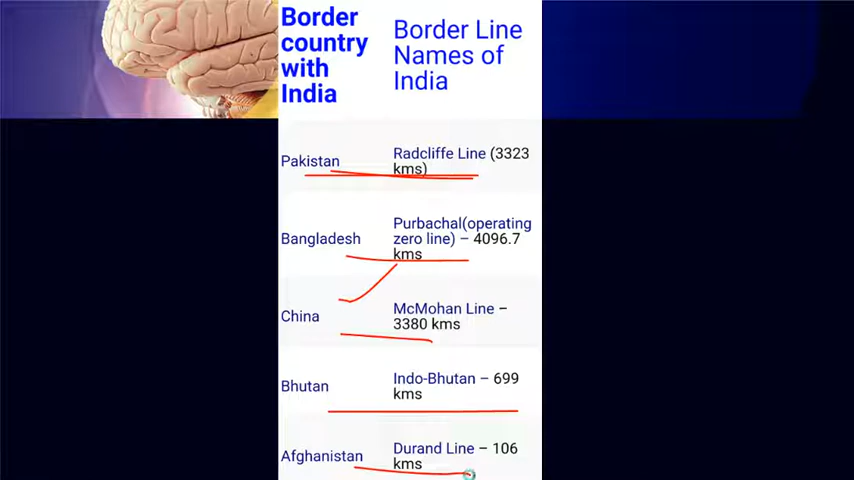 Border
country
with
India
Border Line
Names of
India
Pakistan
Radcliffe Line (3323
kms)
Bangladesh
Purbachal(operating
zero line) – 4096.7
kms
China
McMohan Line –
3380 kms
Bhutan
Indo-Bhutan – 699
kms
Afghanistan
Durand Line – 106
kms